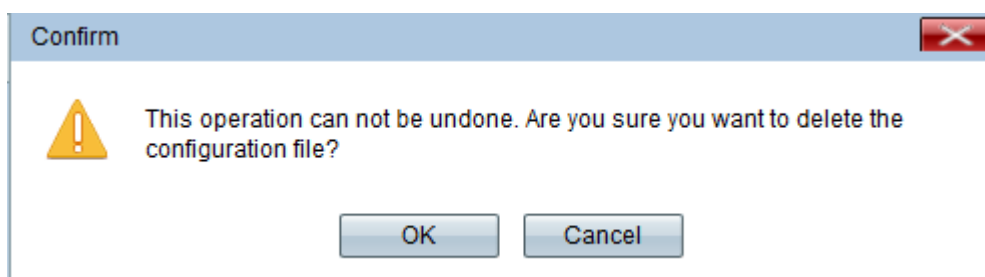 Confirm
This operation can not be undone. Are you sure you want to delete the
configuration file?
OK Cancel